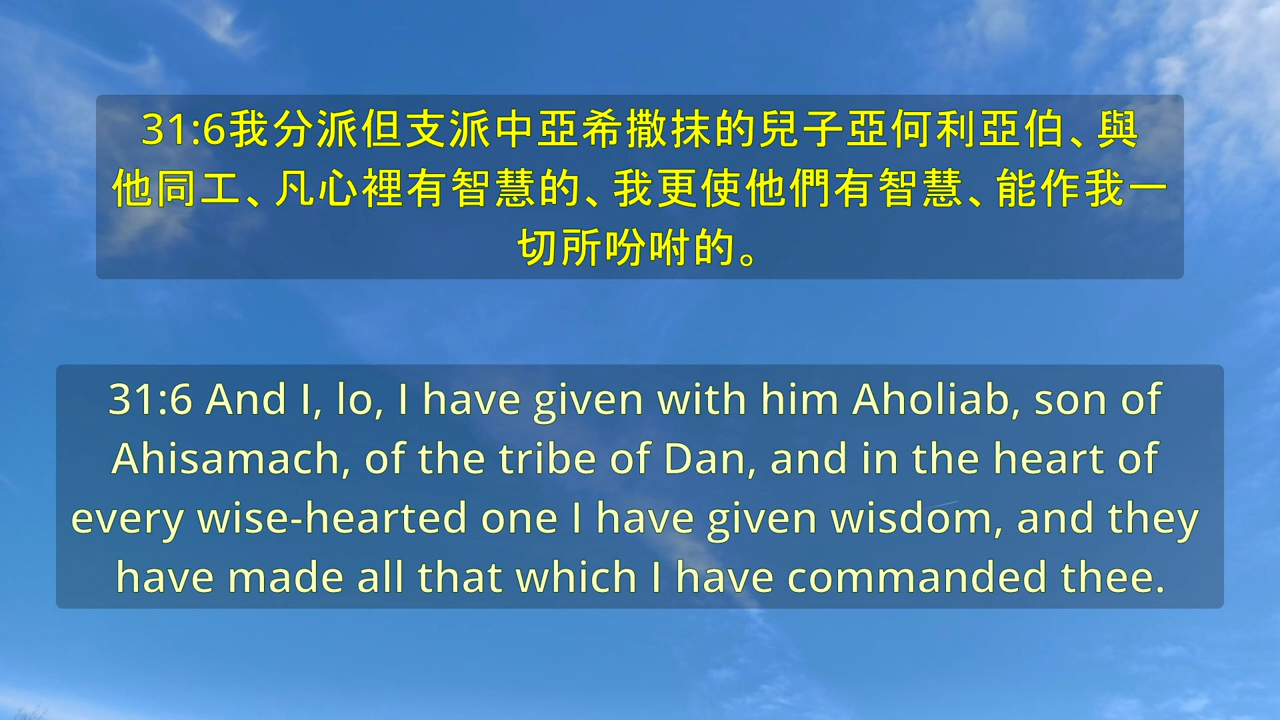 31:6我分派但支派中亞希撒抹的兒子亞何利亞伯、與
他同工、凡心裡有智慧的、我更使他們有智慧、能作我一
切所吩咐的。
31:6 And I, lo, I have given with him Aholiab, son of
Ahisamach, of the tribe of Dan, and in the heart of
every wise-hearted one I have given wisdom, and they
have made all that which I have commanded thee.